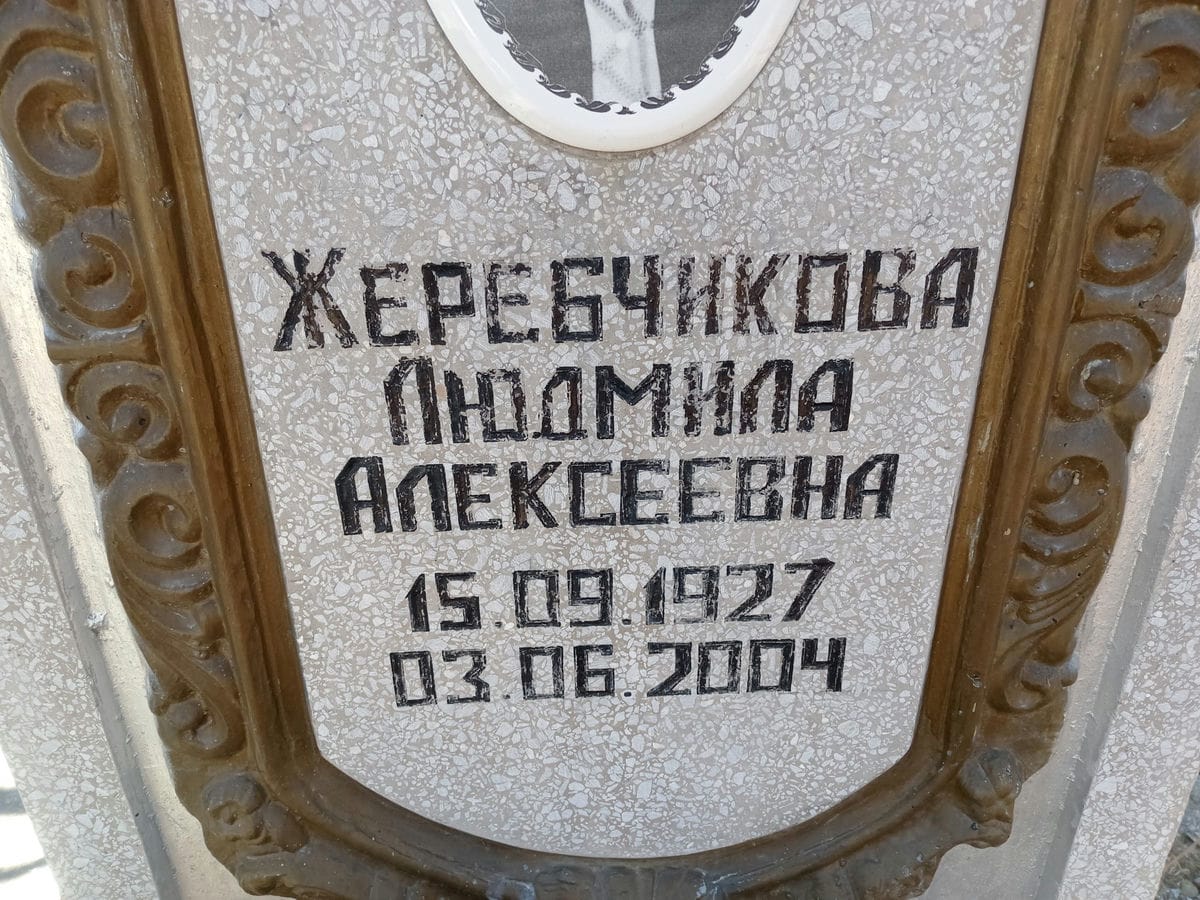 Жеребчикова
Людмила
Алексеевна
15.09.1927
03.06.2004